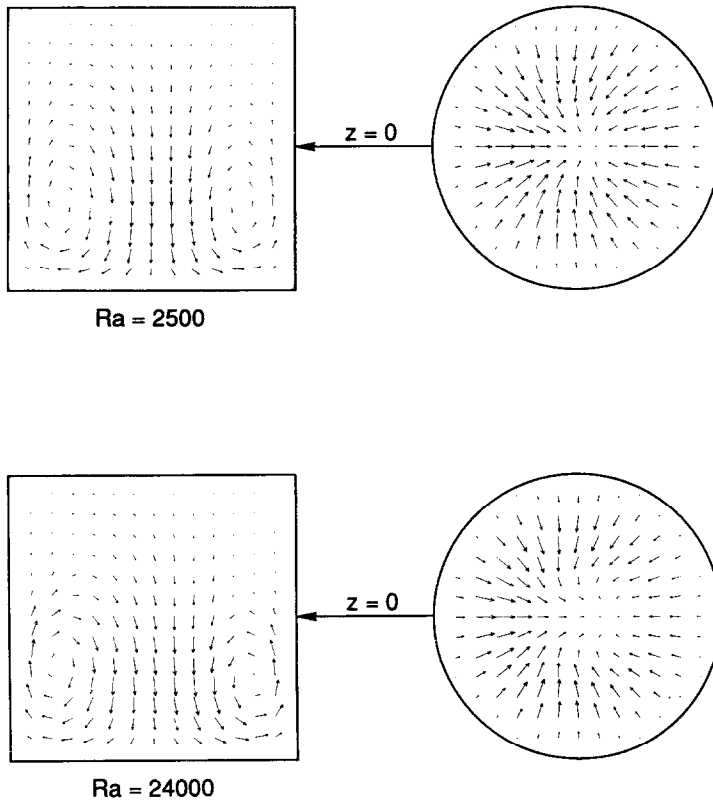 z = 0
Ra = 2500
z = 0
Ra = 24000